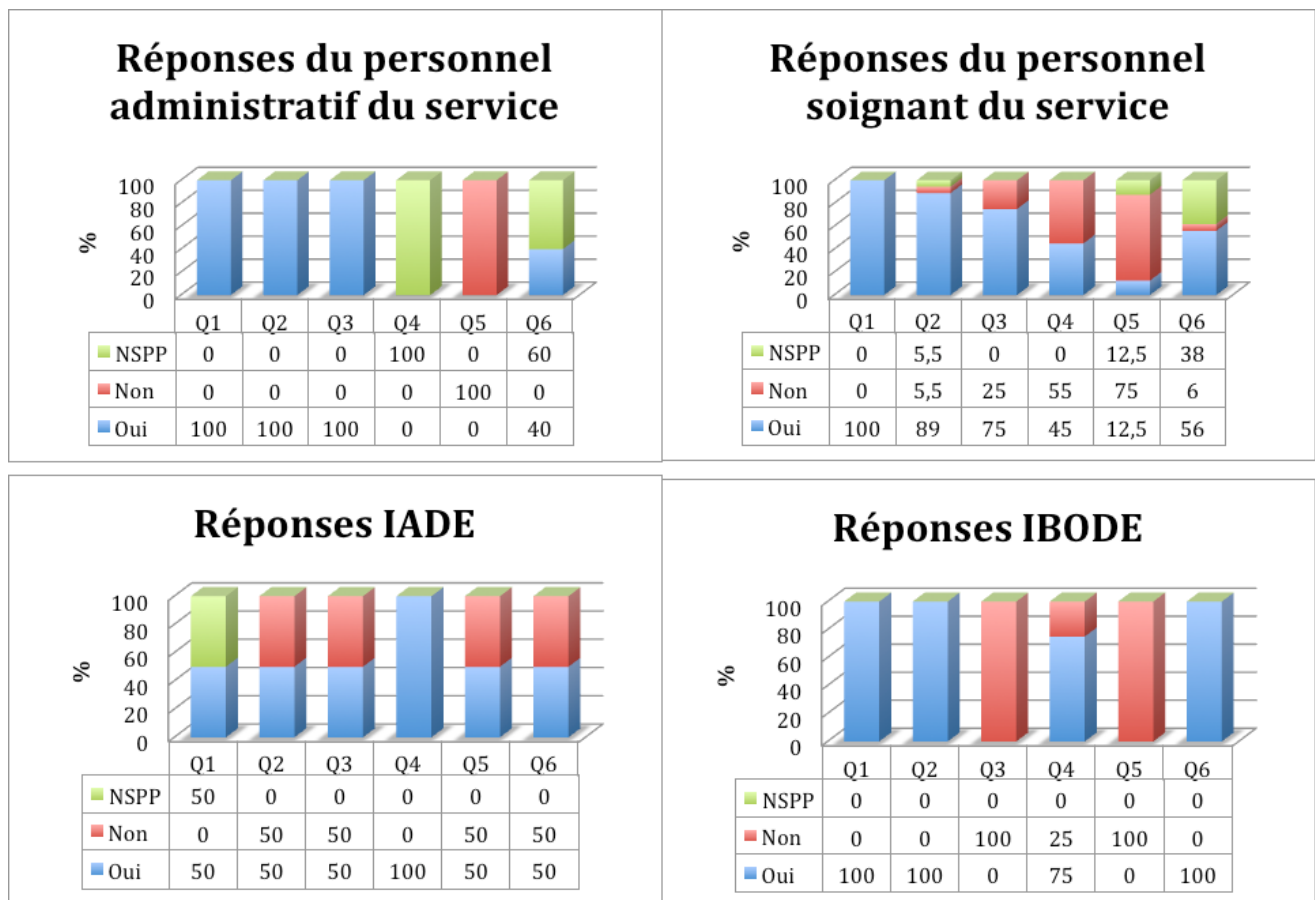 Réponses du personnel
administratif du service
%
100
80
60
40
20
0
Q1 Q2 Q3 Q4 Q5 Q6
NSPP 0 0 0 100 0 60
Non 0 0 0 0 100 0
Oui 100 100 100 0 0 40
Réponses du personnel
soignant du service
%
100
80
60
40
20
0
Q1 Q2 Q3 Q4 Q5 Q6
NSPP 0 5,5 0 0 12,5 38
Non 0 5,5 25 55 75 6
Oui 100 89 75 45 12,5 56
Réponses IADE
%
100
80
60
40
20
0
Q1 Q2 Q3 Q4 Q5 Q6
NSPP 50 0 0 0 0 0
Non 0 50 50 0 50 50
Oui 50 50 50 100 50 50
Réponses IBODE
%
100
80
60
40
20
0
Q1 Q2 Q3 Q4 Q5 Q6
NSPP 0 0 0 0 0 0
Non 0 0 100 25 100 0
Oui 100 100 0 75 0 100